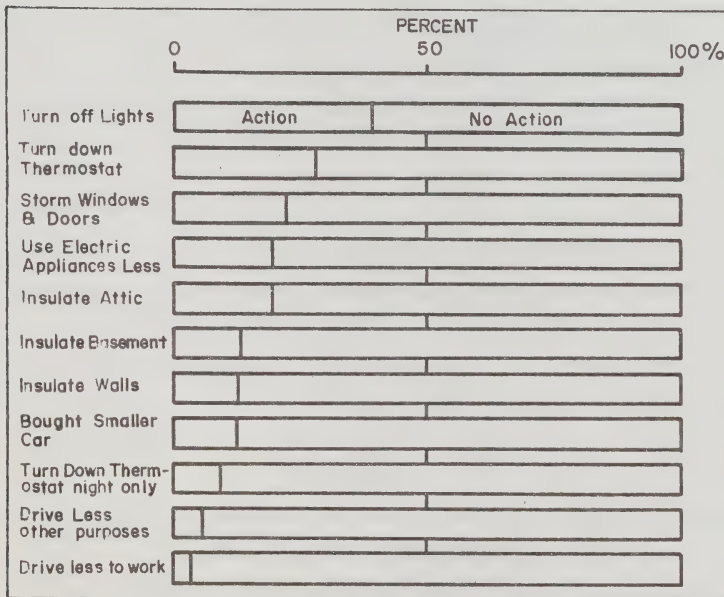 PERCENT
0 50 100%
Turn off Lights Action No Action
Turn down
Thermostat
Storm Windows
& Doors
Use Electric
Appliances Less
Insulate Attic
Insulate Basement
Insulate Walls
Bought Smaller
Car
Turn Down Therm-
ostat night only
Drive Less
other purposes
Drive less to work